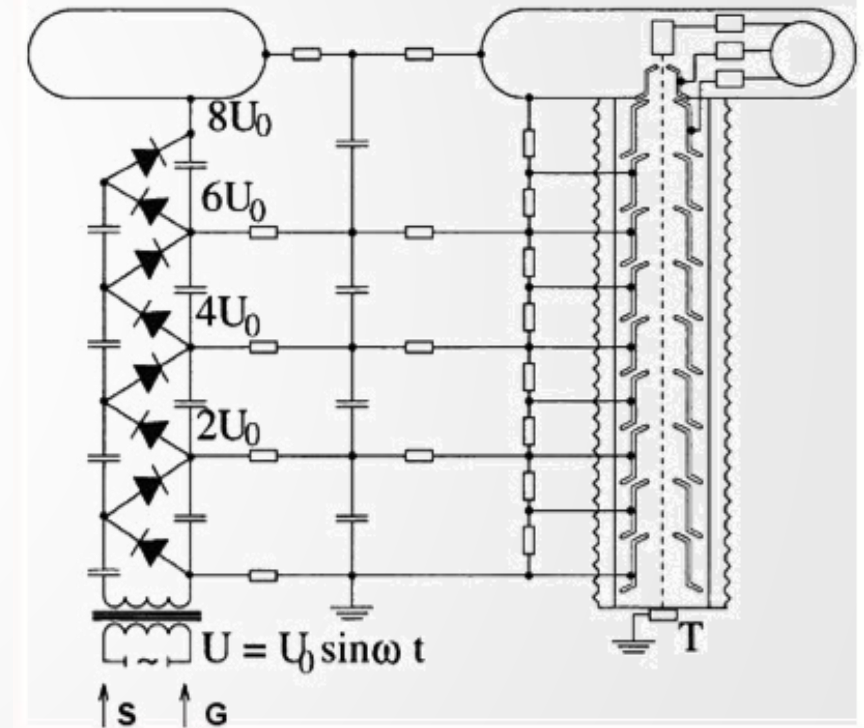 8U₀
6U₀
4U₀
2U₀
U = U₀ sinω t
~
T
S G